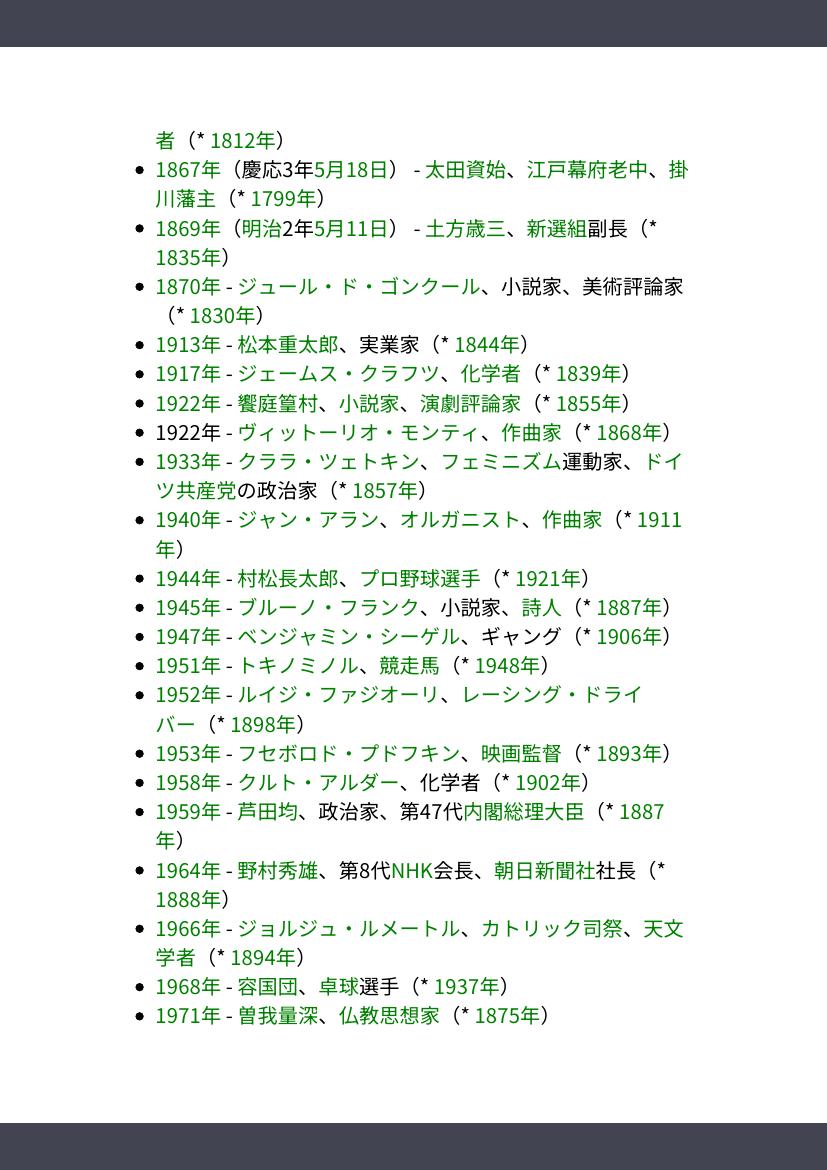 者（* 1812年）
● 1867年（慶応3年5月18日） - 太田資始、江戸幕府老中、掛
川藩主（* 1799年）
● 1869年（明治2年5月11日） - 土方歳三、新選組副長（*
1835年）
● 1870年 - ジュール・ド・ゴンクール、小説家、美術評論家
（* 1830年）
● 1913年 - 松本重太郎、実業家（* 1844年）
● 1917年 - ジェームス・クラフツ、化学者（* 1839年）
● 1922年 - 饗庭篁村、小説家、演劇評論家（* 1855年）
● 1922年 - ヴィットーリオ・モンティ、作曲家（* 1868年）
● 1933年 - クララ・ツェトキン、フェミニズム運動家、ドイ
ツ共産党の政治家（* 1857年）
● 1940年 - ジャン・アラン、オルガニスト、作曲家（* 1911
年）
● 1944年 - 村松長太郎、プロ野球選手（* 1921年）
● 1945年 - ブルーノ・フランク、小説家、詩人（* 1887年）
● 1947年 - ベンジャミン・シーゲル、ギャング（* 1906年）
● 1951年 - トキノミノル、競走馬（* 1948年）
● 1952年 - ルイジ・ファジオーリ、レーシング・ドライ
バー（* 1898年）
● 1953年 - フセボロド・プドフキン、映画監督（* 1893年）
● 1958年 - クルト・アルダー、化学者（* 1902年）
● 1959年 - 芦田均、政治家、第47代内閣総理大臣（* 1887
年）
● 1964年 - 野村秀雄、第8代NHK会長、朝日新聞社社長（*
1888年）
● 1966年 - ジョルジュ・ルメートル、カトリック司祭、天文
学者（* 1894年）
● 1968年 - 容国団、卓球選手（* 1937年）
● 1971年 - 曽我量深、仏教思想家（* 1875年）